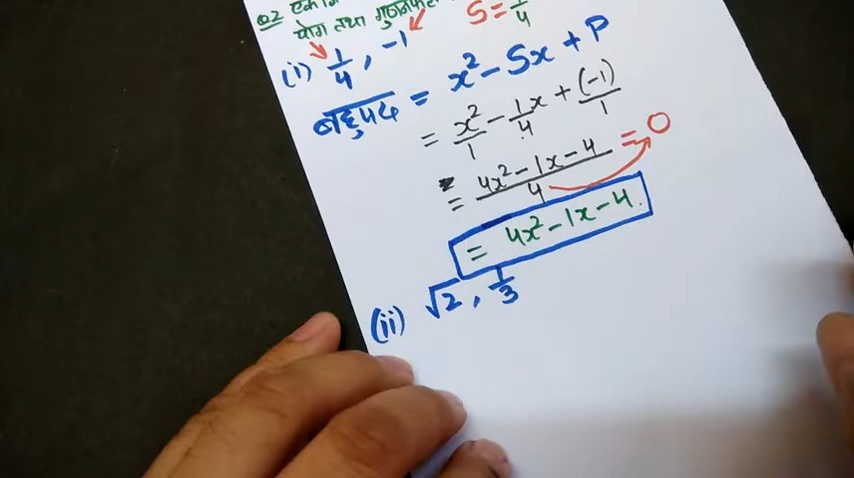 Q2
योग तथा गुणनफल S = 1/4
(i) 1/4, -1
बहुपद = x² - Sx + P
= x²/1 - 1/4 x + (-1)/1
= 4x² - 1x - 4 / 4 = 0
= 4x² - 1x - 4.
(ii) √2, 1/3